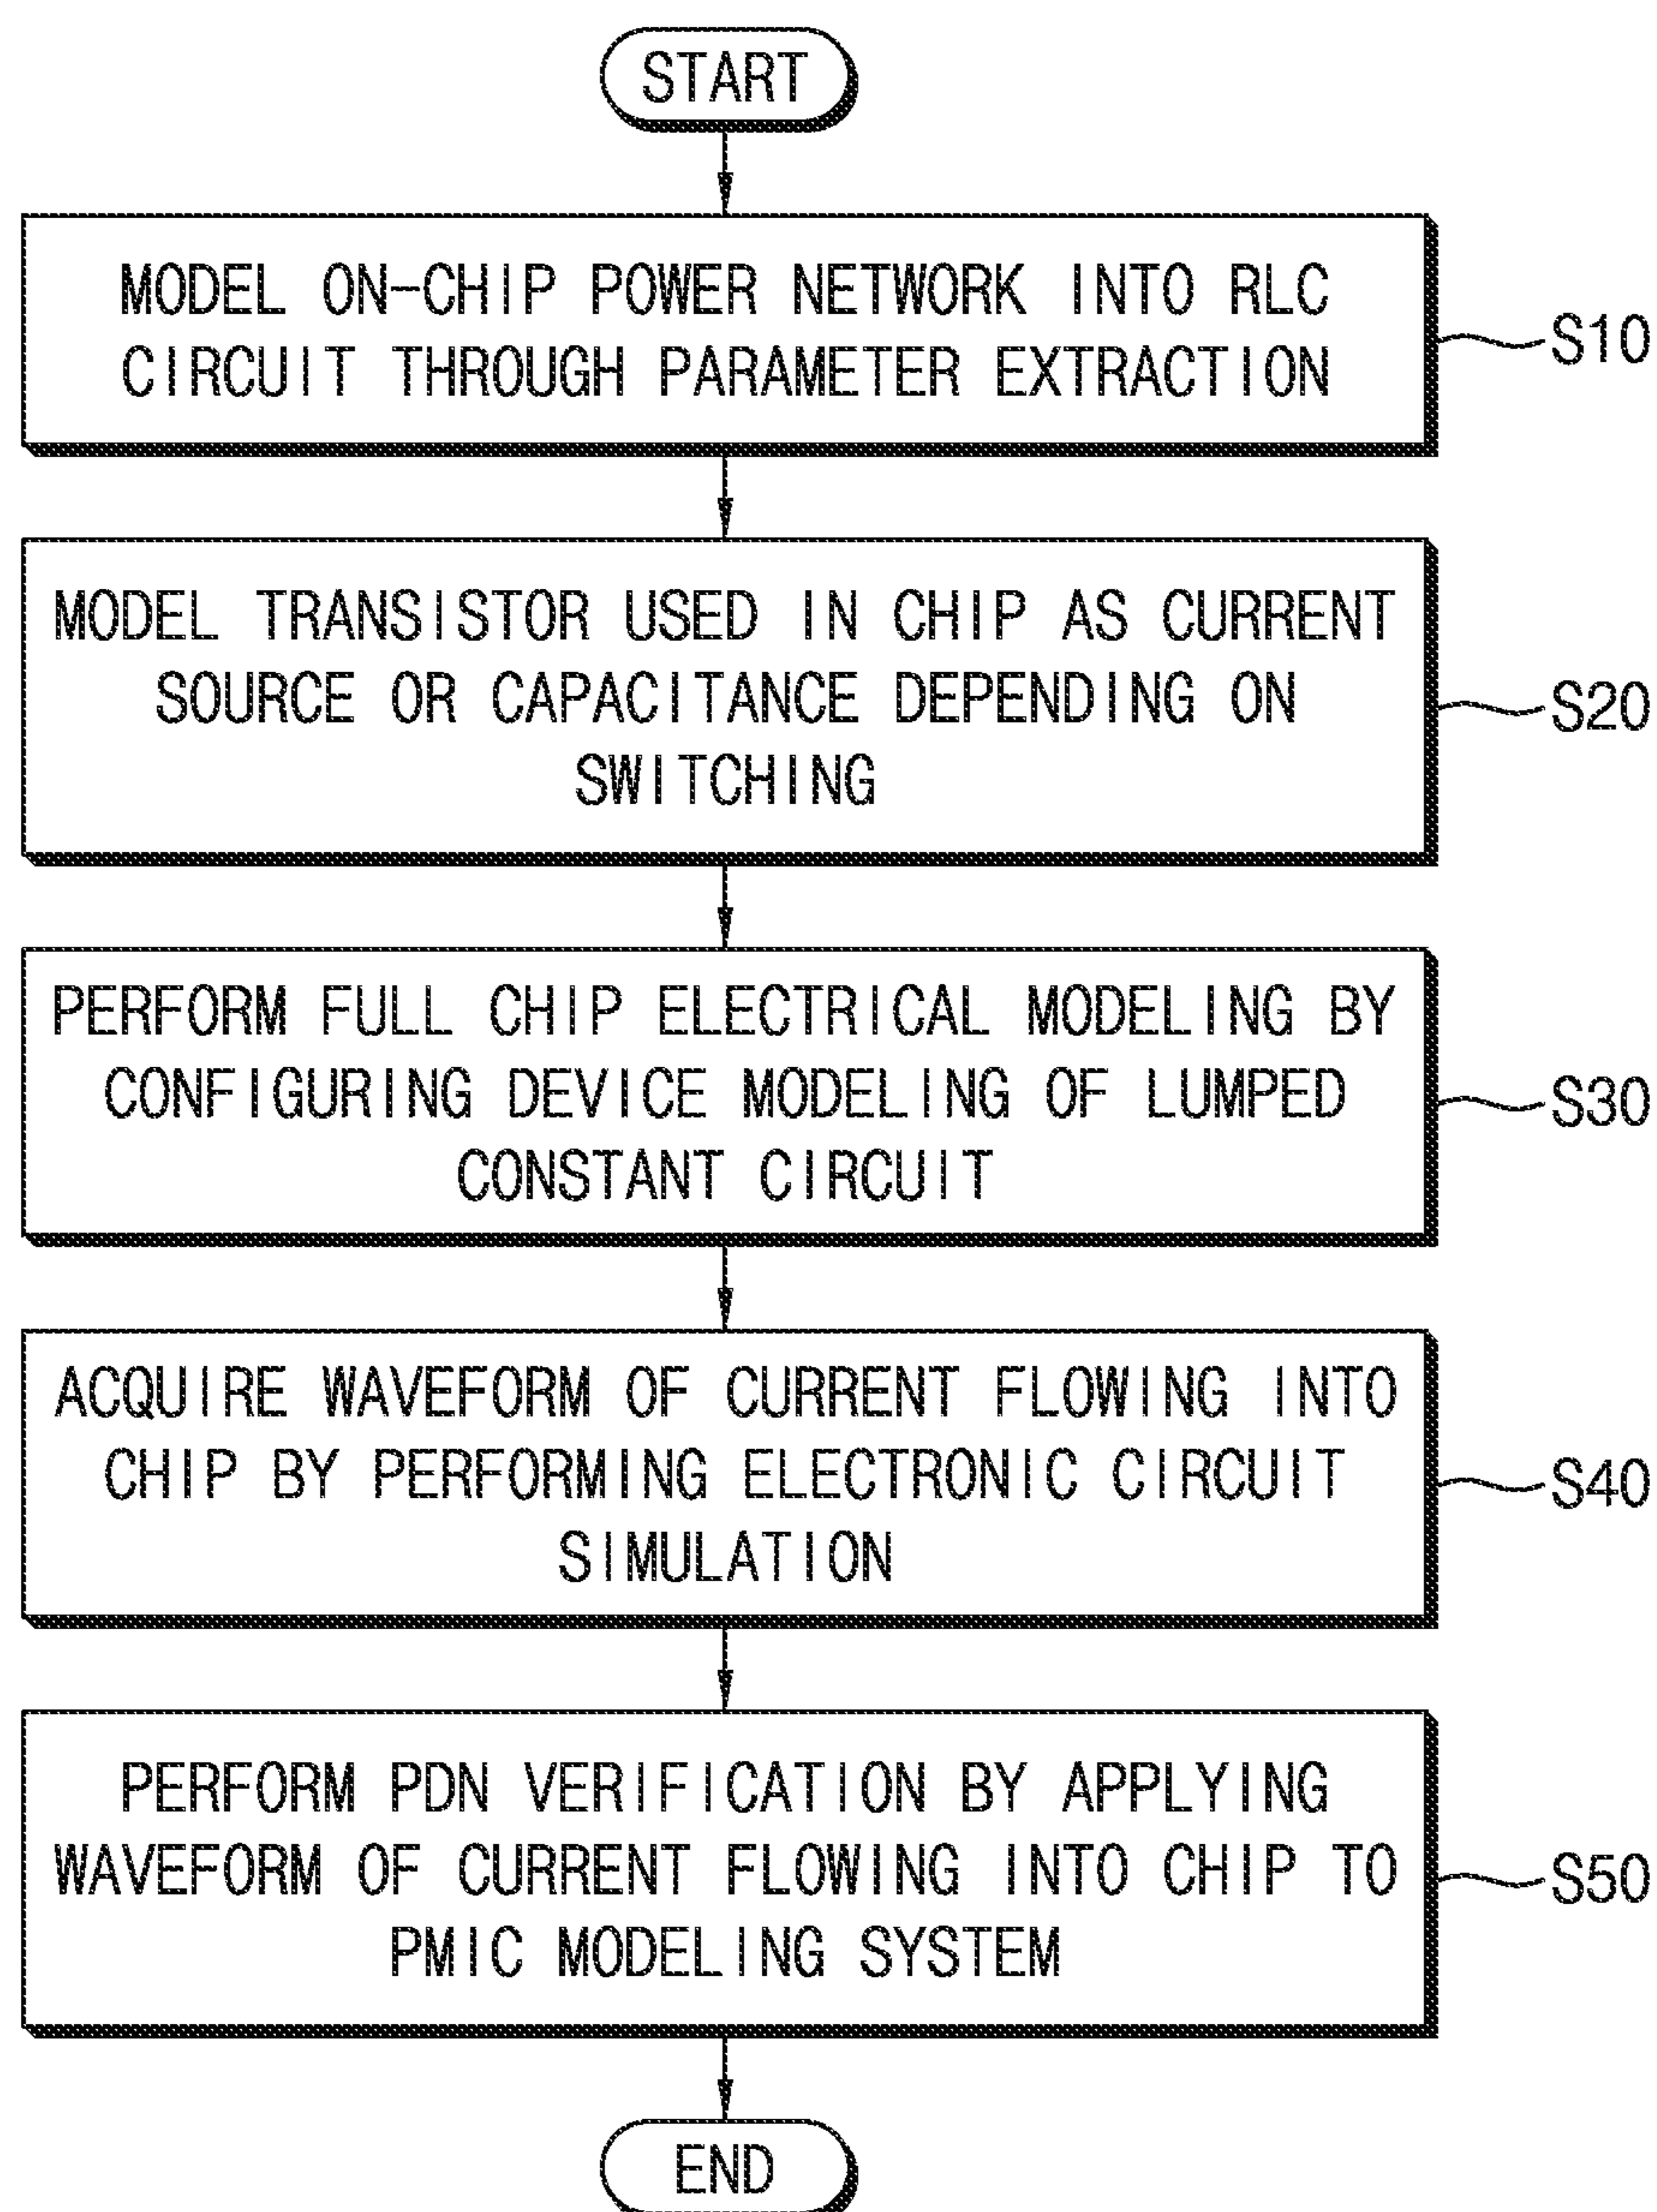 START
MODEL ON-CHIP POWER NETWORK INTO RLC
CIRCUIT THROUGH PARAMETER EXTRACTION
S10
MODEL TRANSISTOR USED IN CHIP AS CURRENT
SOURCE OR CAPACITANCE DEPENDING ON
SWITCHING
S20
PERFORM FULL CHIP ELECTRICAL MODELING BY
CONFIGURING DEVICE MODELING OF LUMPED
CONSTANT CIRCUIT
S30
ACQUIRE WAVEFORM OF CURRENT FLOWING INTO
CHIP BY PERFORMING ELECTRONIC CIRCUIT
SIMULATION
S40
PERFORM PDN VERIFICATION BY APPLYING
WAVEFORM OF CURRENT FLOWING INTO CHIP TO
PMIC MODELING SYSTEM
S50
END